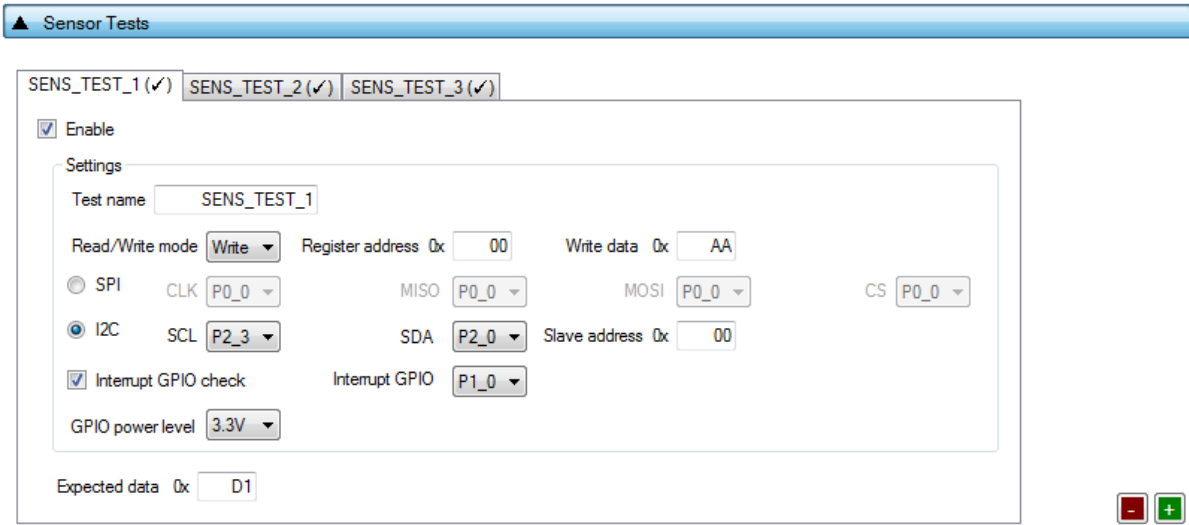 ▲ Sensor Tests
SENS_TEST_1 (✓) SENS_TEST_2 (✓) SENS_TEST_3 (✓)
Enable
Settings
Test name SENS_TEST_1
Read/Write mode Write Register address 0x 00 Write data 0x AA
SPI CLK P0_0 MISO P0_0 MOSI P0_0 CS P0_0
I2C SCL P2_3 SDA P2_0 Slave address 0x 00
Interrupt GPIO check Interrupt GPIO P1_0
GPIO power level 3.3V
Expected data 0x D1
- +